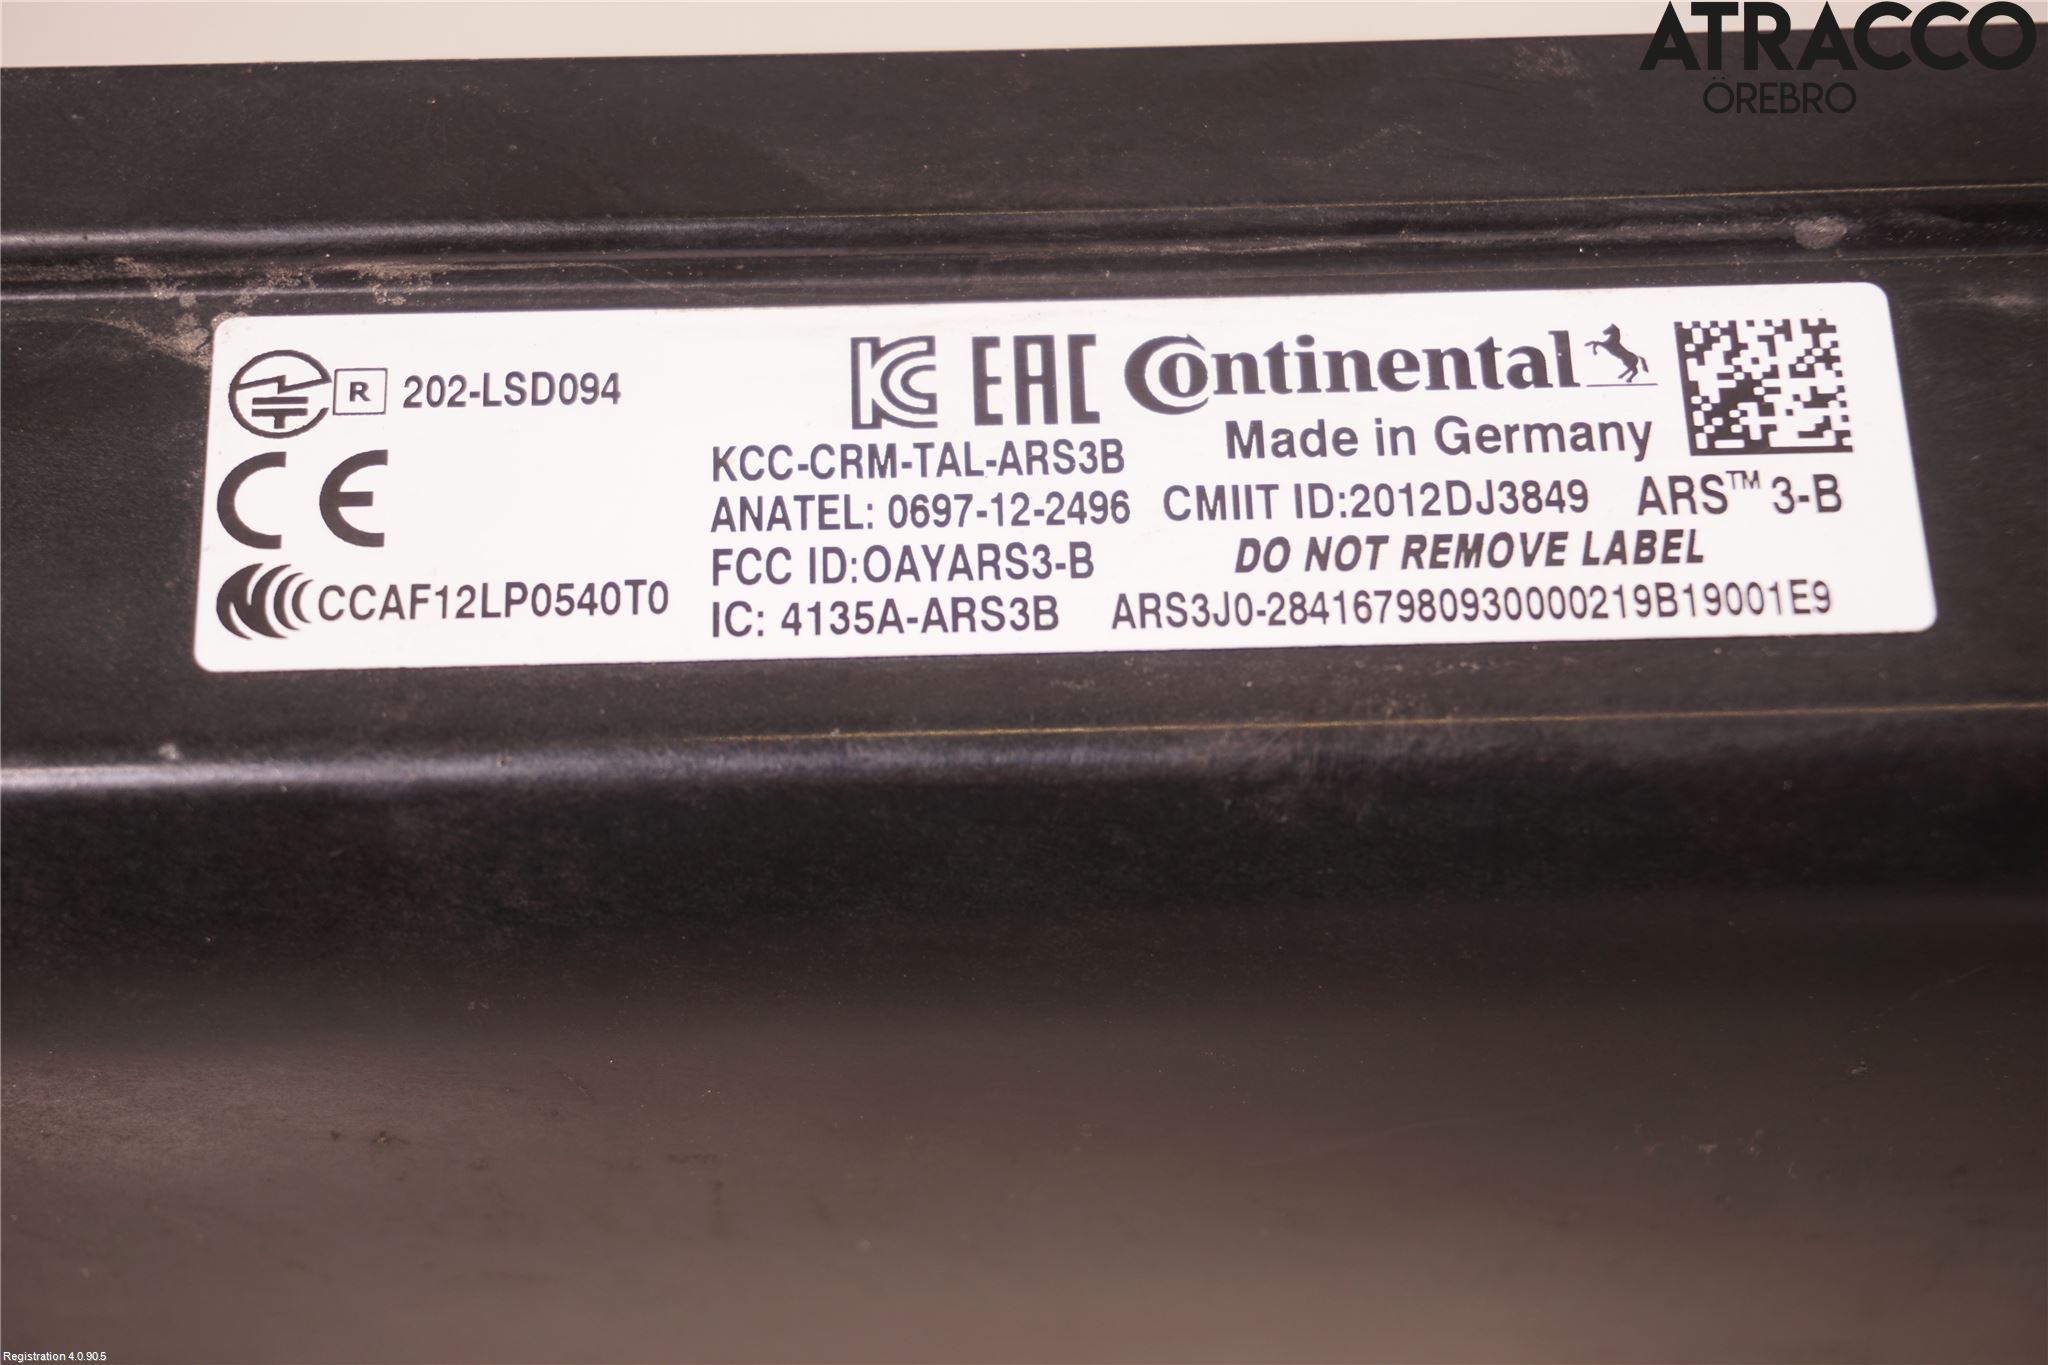 ATRACCO
ÖREBRO
R 202-LSD094
KC EAC Continental
Made in Germany
CE
KCC-CRM-TAL-ARS3B
ANATEL: 0697-12-2496 CMIIT ID:2012DJ3849 ARS™ 3-B
FCC ID:OAYARS3-B DO NOT REMOVE LABEL
CCAF12LP0540T0
IC: 4135A-ARS3B ARS3J0-284167980930000219B19001E9
Registration 4.0.90.5